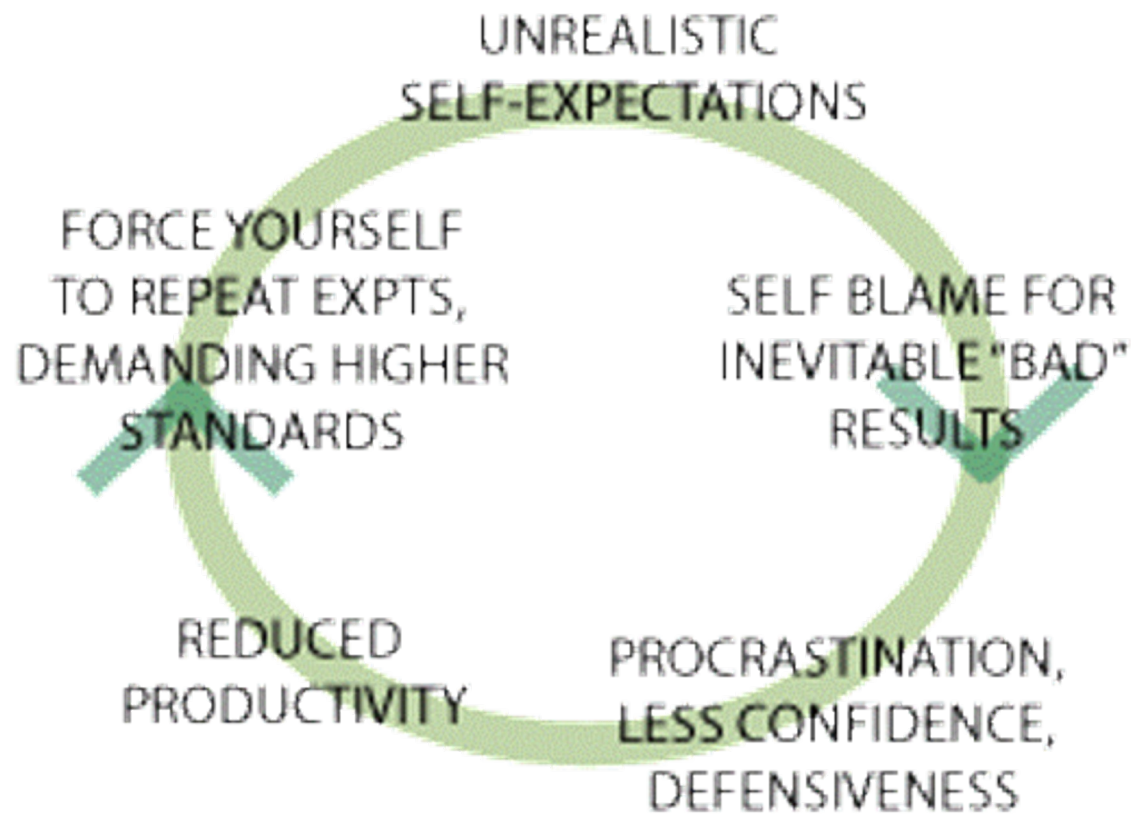 UNREALISTIC
SELF-EXPECTATIONS
SELF BLAME FOR
INEVITABLE "BAD"
RESULTS
PROCRASTINATION,
LESS CONFIDENCE,
DEFENSIVENESS
REDUCED
PRODUCTIVITY
FORCE YOURSELF
TO REPEAT EXPTS,
DEMANDING HIGHER
STANDARDS